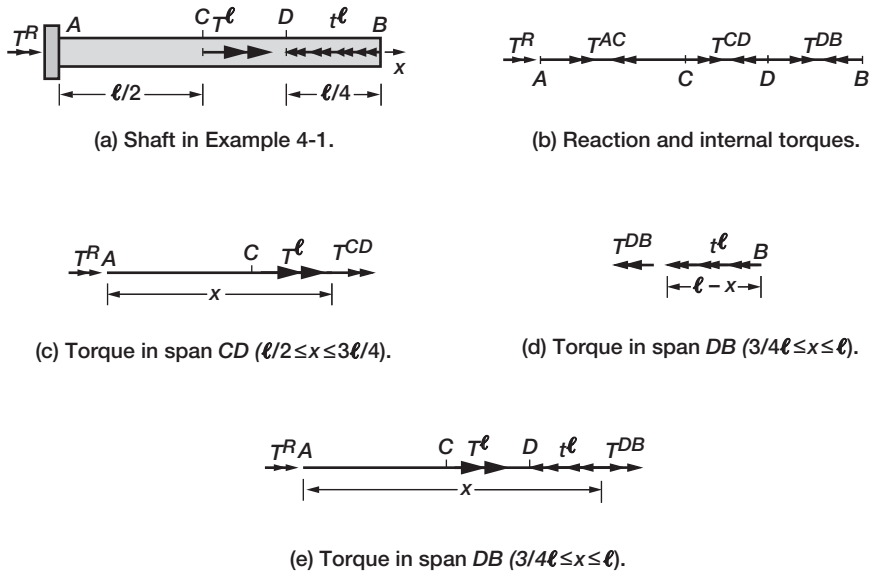 T^R A C T^ℓ D t^ℓ B
x
ℓ/2 ℓ/4
(a) Shaft in Example 4-1.
T^R T^AC T^CD T^DB
A C D B
(b) Reaction and internal torques.
T^R A C T^ℓ T^CD
x
(c) Torque in span CD (ℓ/2≤x≤3ℓ/4).
T^DB t^ℓ B
ℓ – x
(d) Torque in span DB (3/4ℓ≤x≤ℓ).
T^R A C T^ℓ D t^ℓ T^DB
x
(e) Torque in span DB (3/4ℓ≤x≤ℓ).